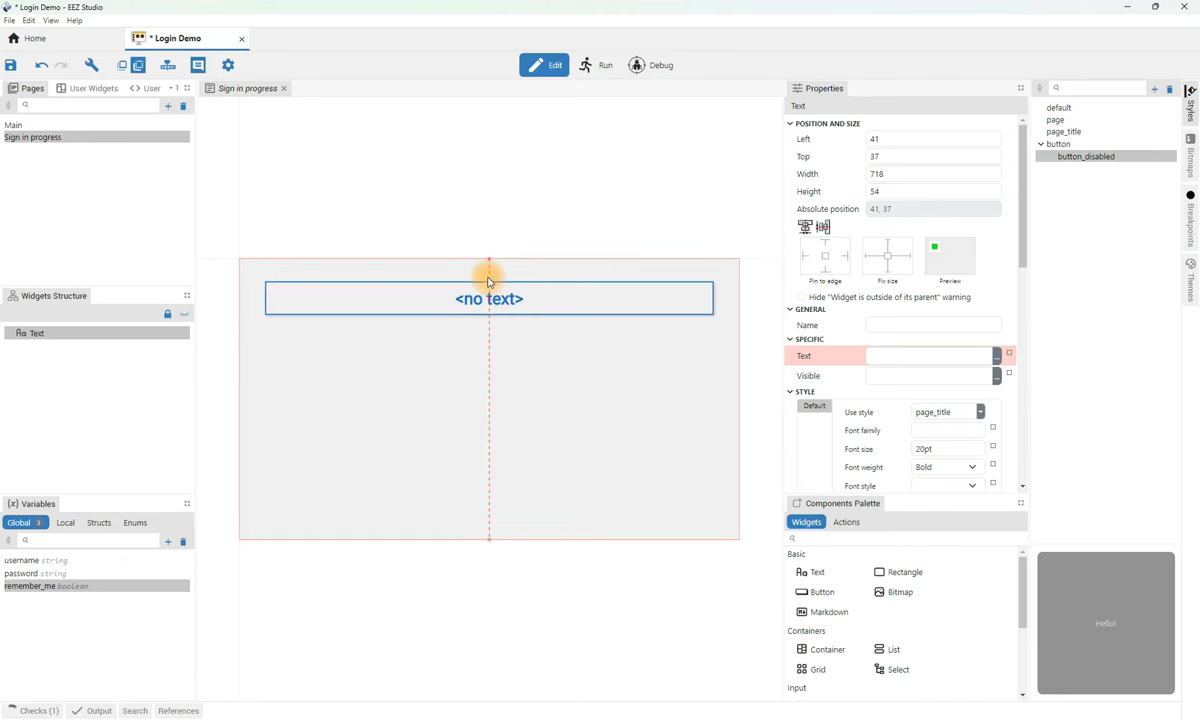 * Login Demo - EEZ Studio
File Edit View Help
Home
* Login Demo
Edit
Run
Debug
Pages
User Widgets
<> User
1
Sign in progress
Main
Sign in progress
Widgets Structure
Text
<no text>
(x) Variables
Global 3
Local
Structs
Enums
username string
password string
remember_me boolean
Properties
Text
POSITION AND SIZE
Left 41
Top 37
Width 718
Height 54
Absolute position 41, 37
Pin to edge
Fix size
Preview
Hide "Widget is outside of its parent" warning
GENERAL
Name
SPECIFIC
Text
...
Visible
...
STYLE
Default
Use style page_title
Font family
Font size 20pt
Font weight Bold
Font style
Components Palette
Widgets
Actions
Basic
Text
Rectangle
Button
Bitmap
Markdown
Containers
Container
List
Grid
Select
Input
default
page
page_title
button
button_disabled
Hello!
Styles
Bitmaps
Breakpoints
Themes
Checks (1)
Output
Search
References